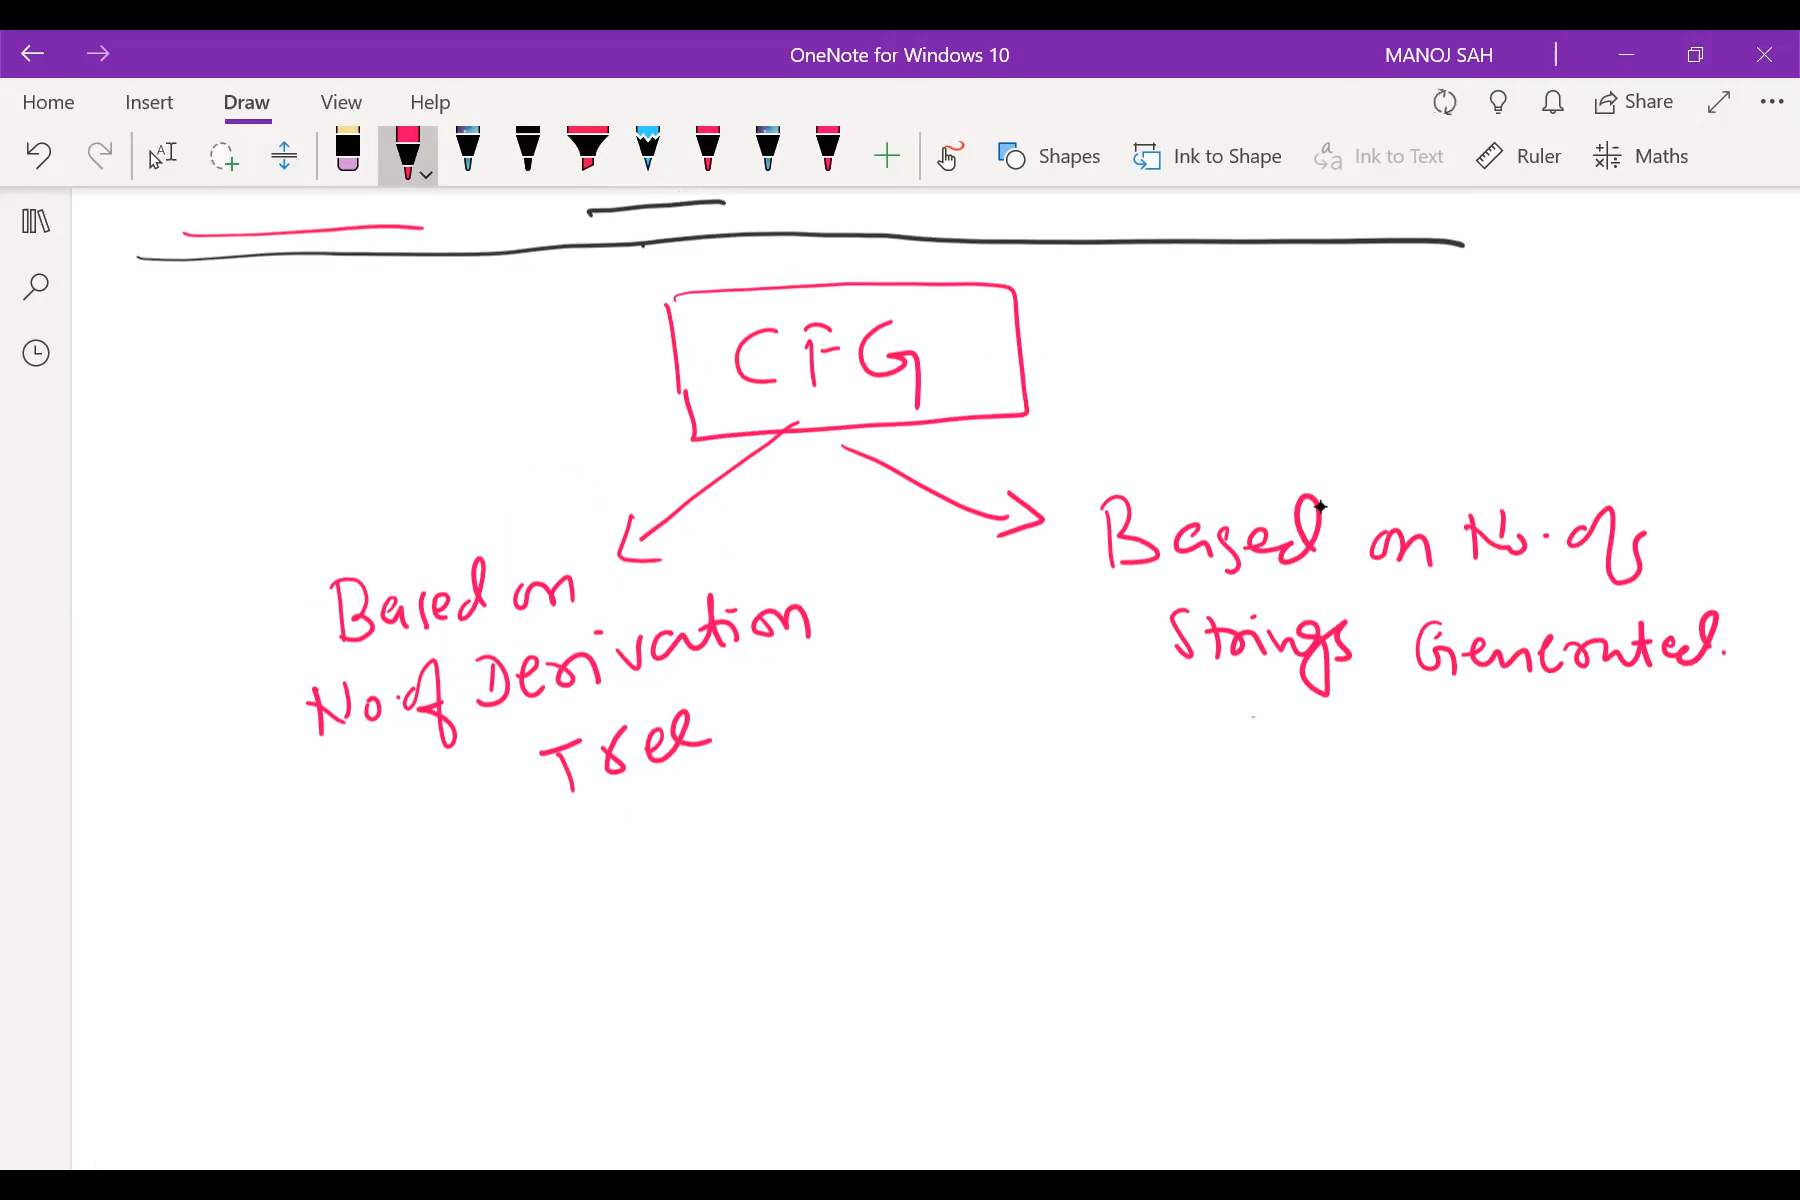 OneNote for Windows 10
MANOJ SAH
Home Insert Draw View Help
Share
Shapes
Ink to Shape
Ink to Text
Ruler
Maths
CFG
Based on
No. of Derivation
Tree
Based on No. of
Strings Generated.